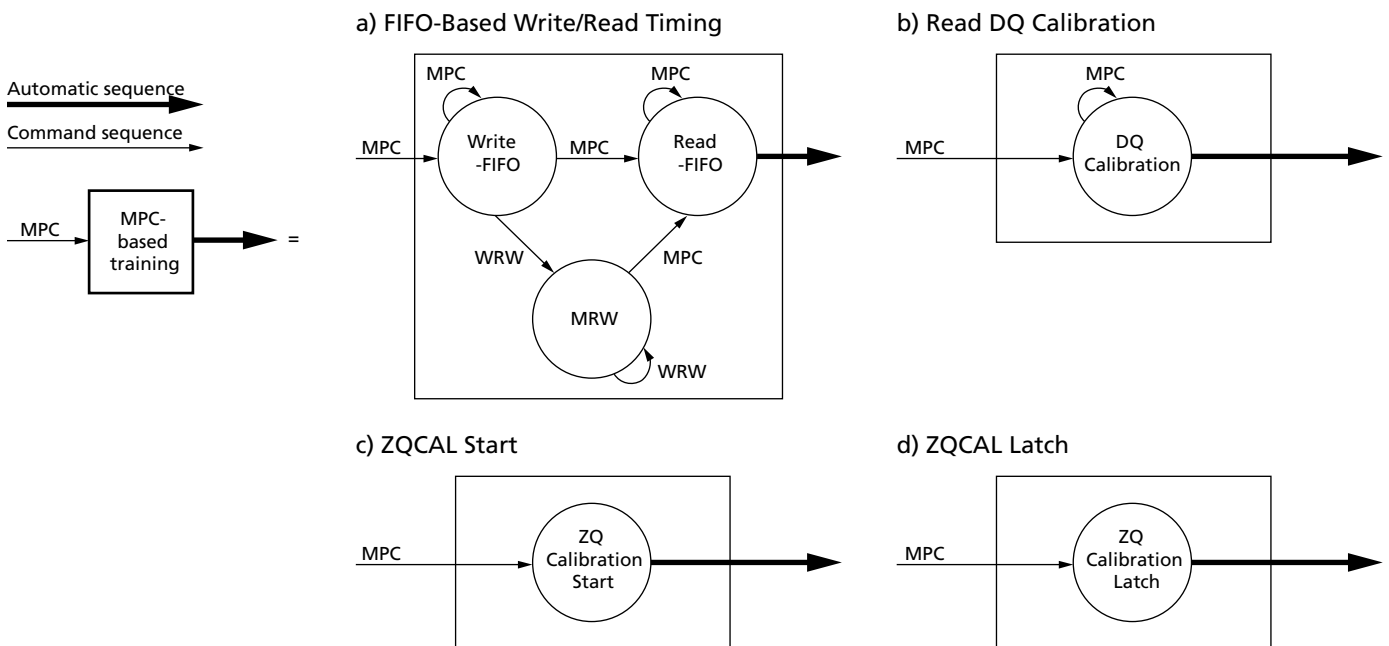 Automatic sequence
Command sequence
MPC
MPC-
based
training
=
a) FIFO-Based Write/Read Timing
MPC
MPC
MPC
Write
-FIFO
MPC
Read
-FIFO
WRW
MPC
MRW
WRW
b) Read DQ Calibration
MPC
MPC
DQ
Calibration
c) ZQCAL Start
MPC
ZQ
Calibration
Start
d) ZQCAL Latch
MPC
ZQ
Calibration
Latch